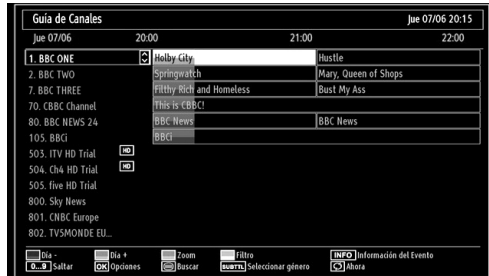 Guía de Canales Jue 07/06 20:15
Jue 07/06 20:00 21:00 22:00
1. BBC ONE Holby City Hustle
2. BBC TWO Springwatch Mary, Queen of Shops
7. BBC THREE Filthy Rich and Homeless Bust My Ass
70. CBBC Channel This is CBBC!
80. BBC NEWS 24 BBC News BBC News
105. BBCi BBCi
503. ITV HD Trial HD
504. Ch4 HD Trial HD
505. five HD Trial
800. Sky News
801. CNBC Europe
802. TV5MONDE EU...
Día - Día + Zoom Filtro INFO Información del Evento
0...9 Saltar OK Opciones Buscar SUBTTL Seleccionar género Ahora